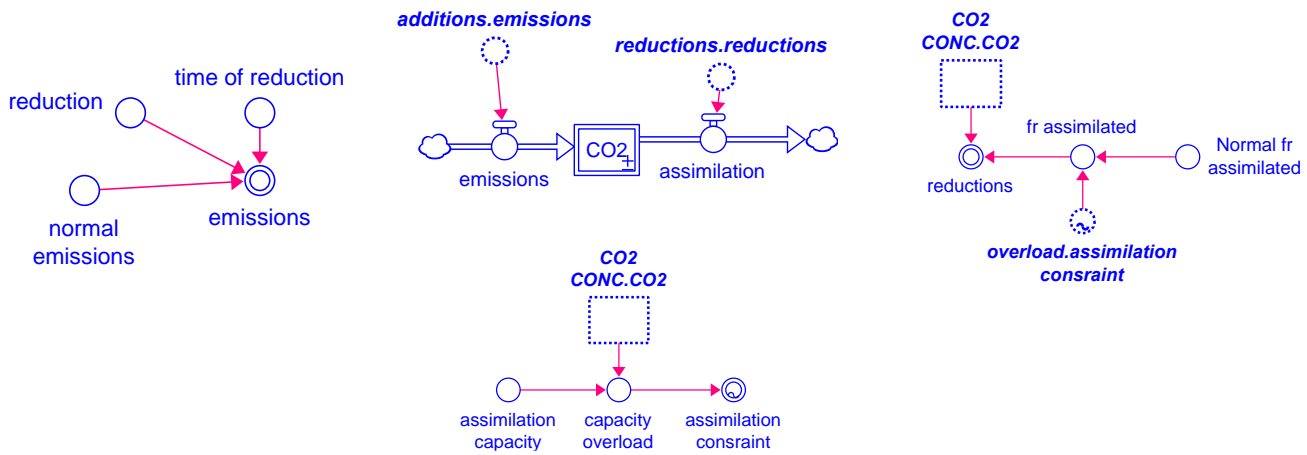 additions.emissions
reductions.reductions
CO2
CONC.CO2
time of reduction
reduction
emissions
normal
emissions
CO2
emissions
assimilation
fr assimilated
Normal fr
assimilated
reductions
overload.assimilation
consraint
CO2
CONC.CO2
assimilation
capacity
capacity
overload
assimilation
consraint